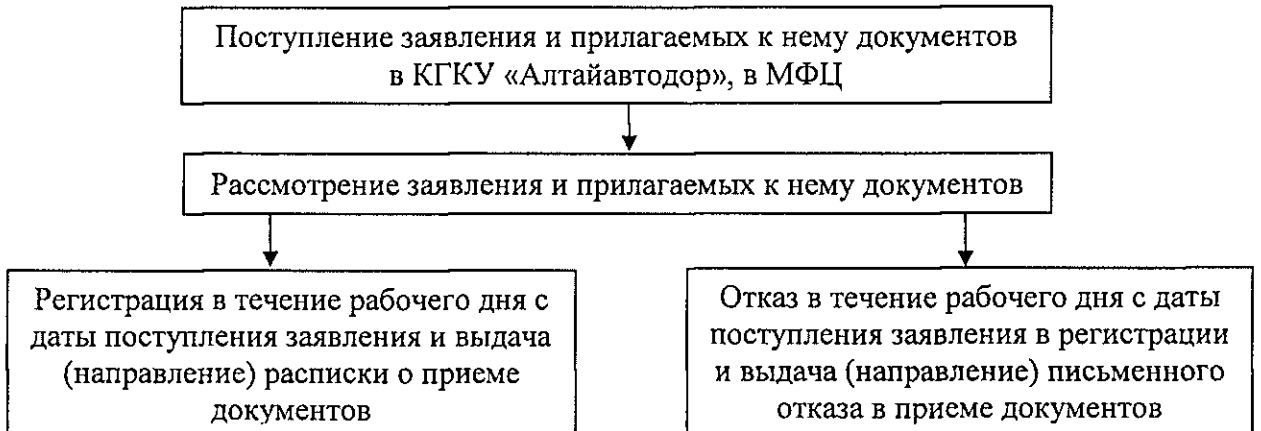 Поступление заявления и прилагаемых к нему документов
в КГКУ «Алтайавтодор», в МФЦ
Рассмотрение заявления и прилагаемых к нему документов
Регистрация в течение рабочего дня с
даты поступления заявления и выдача
(направление) расписки о приеме
документов
Отказ в течение рабочего дня с даты
поступления заявления в регистрации
и выдача (направление) письменного
отказа в приеме документов